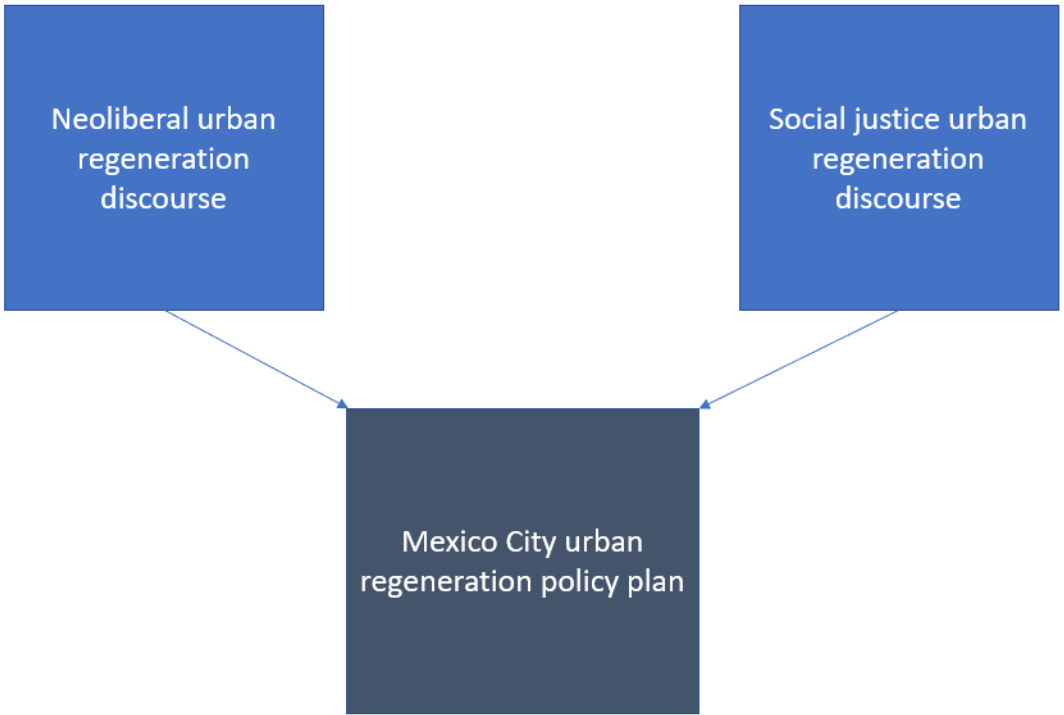 Neoliberal urban
regeneration
discourse
Social justice urban
regeneration
discourse
Mexico City urban
regeneration policy plan